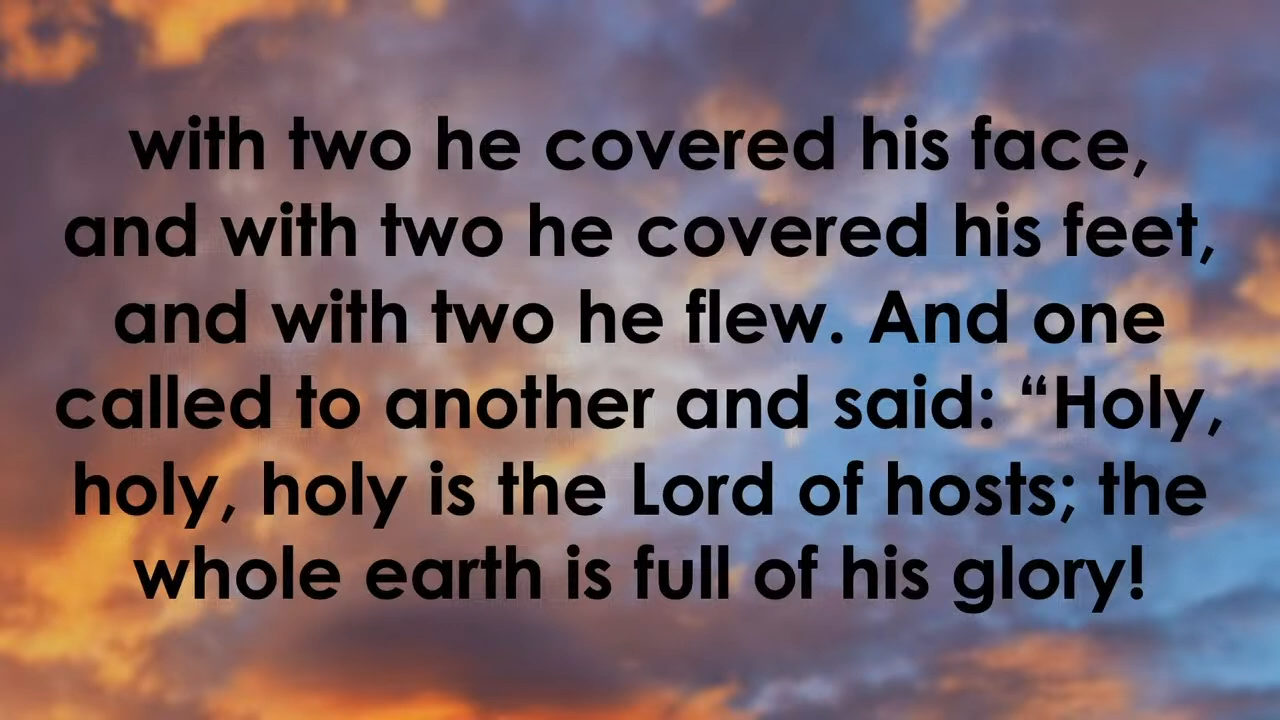 with two he covered his face,
and with two he covered his feet,
and with two he flew. And one
called to another and said: “Holy,
holy, holy is the Lord of hosts; the
whole earth is full of his glory!